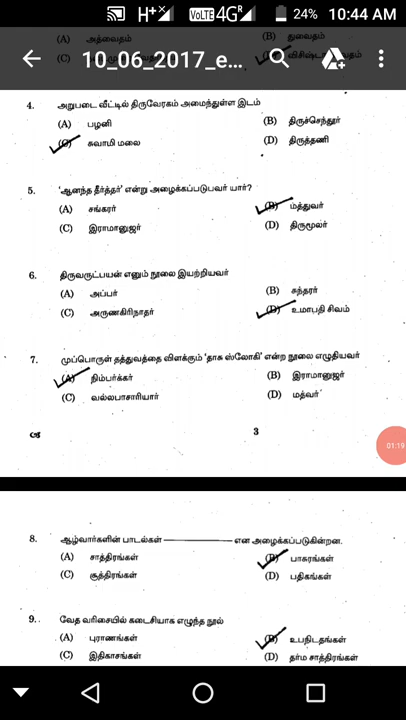 H+ VoLTE 4G R 24% 10:44 AM
(A) அத்வைதம் (B) துவைதம்
10_06_2017_e...
4. அறுபடை வீட்டில் திருவேரகம் அமைந்துள்ள இடம்
(A) பழனி (B) திருச்செந்தூர்
(C) சுவாமி மலை (D) திருத்தணி
5. 'ஆனந்த தீர்த்தர்' என்று அழைக்கப்படுபவர் யார்?
(A) சங்கரர் (B) மத்துவர்
(C) இராமானுஜர் (D) திருமூலர்
6. திருவருட்பயன் எனும் நூலை இயற்றியவர்
(A) அப்பர் (B) சுந்தரர்
(C) அருணகிரிநாதர் (D) உமாபதி சிவம்
7. முப்பொருள் தத்துவத்தை விளக்கும் 'தாசு ஸ்லோகி' என்ற நூலை எழுதியவர்
(A) நிம்பர்க்கர் (B) இராமானுஜர்
(C) வல்லபாசாரியார் (D) மத்வர்
3
01:19
8. ஆழ்வார்களின் பாடல்கள் ———— என அழைக்கப்படுகின்றன.
(A) சாத்திரங்கள் (B) பாசுரங்கள்
(C) சூத்திரங்கள் (D) பதிகங்கள்
9. வேத வரிசையில் கடைசியாக எழுந்த நூல்
(A) புராணங்கள் (B) உபநிடதங்கள்
(C) இதிகாசங்கள் (D) தர்ம சாத்திரங்கள்